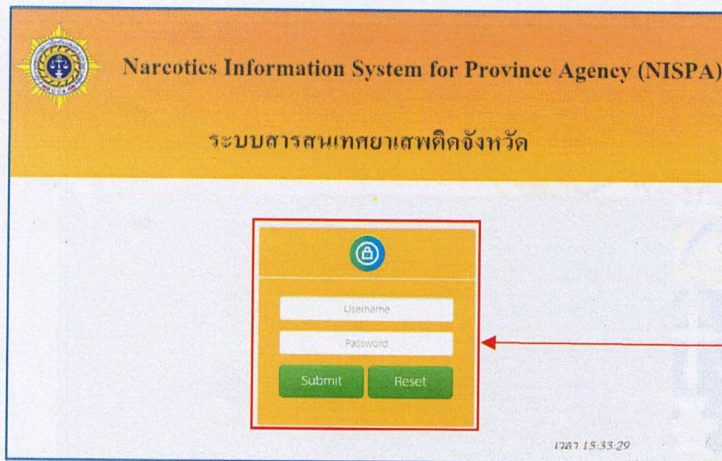 Narcotics Information System for Province Agency (NISPA)
ระบบสารสนเทศยาเสพติดจังหวัด
Username
Password
Submit
Reset
เวลา 15:33:29